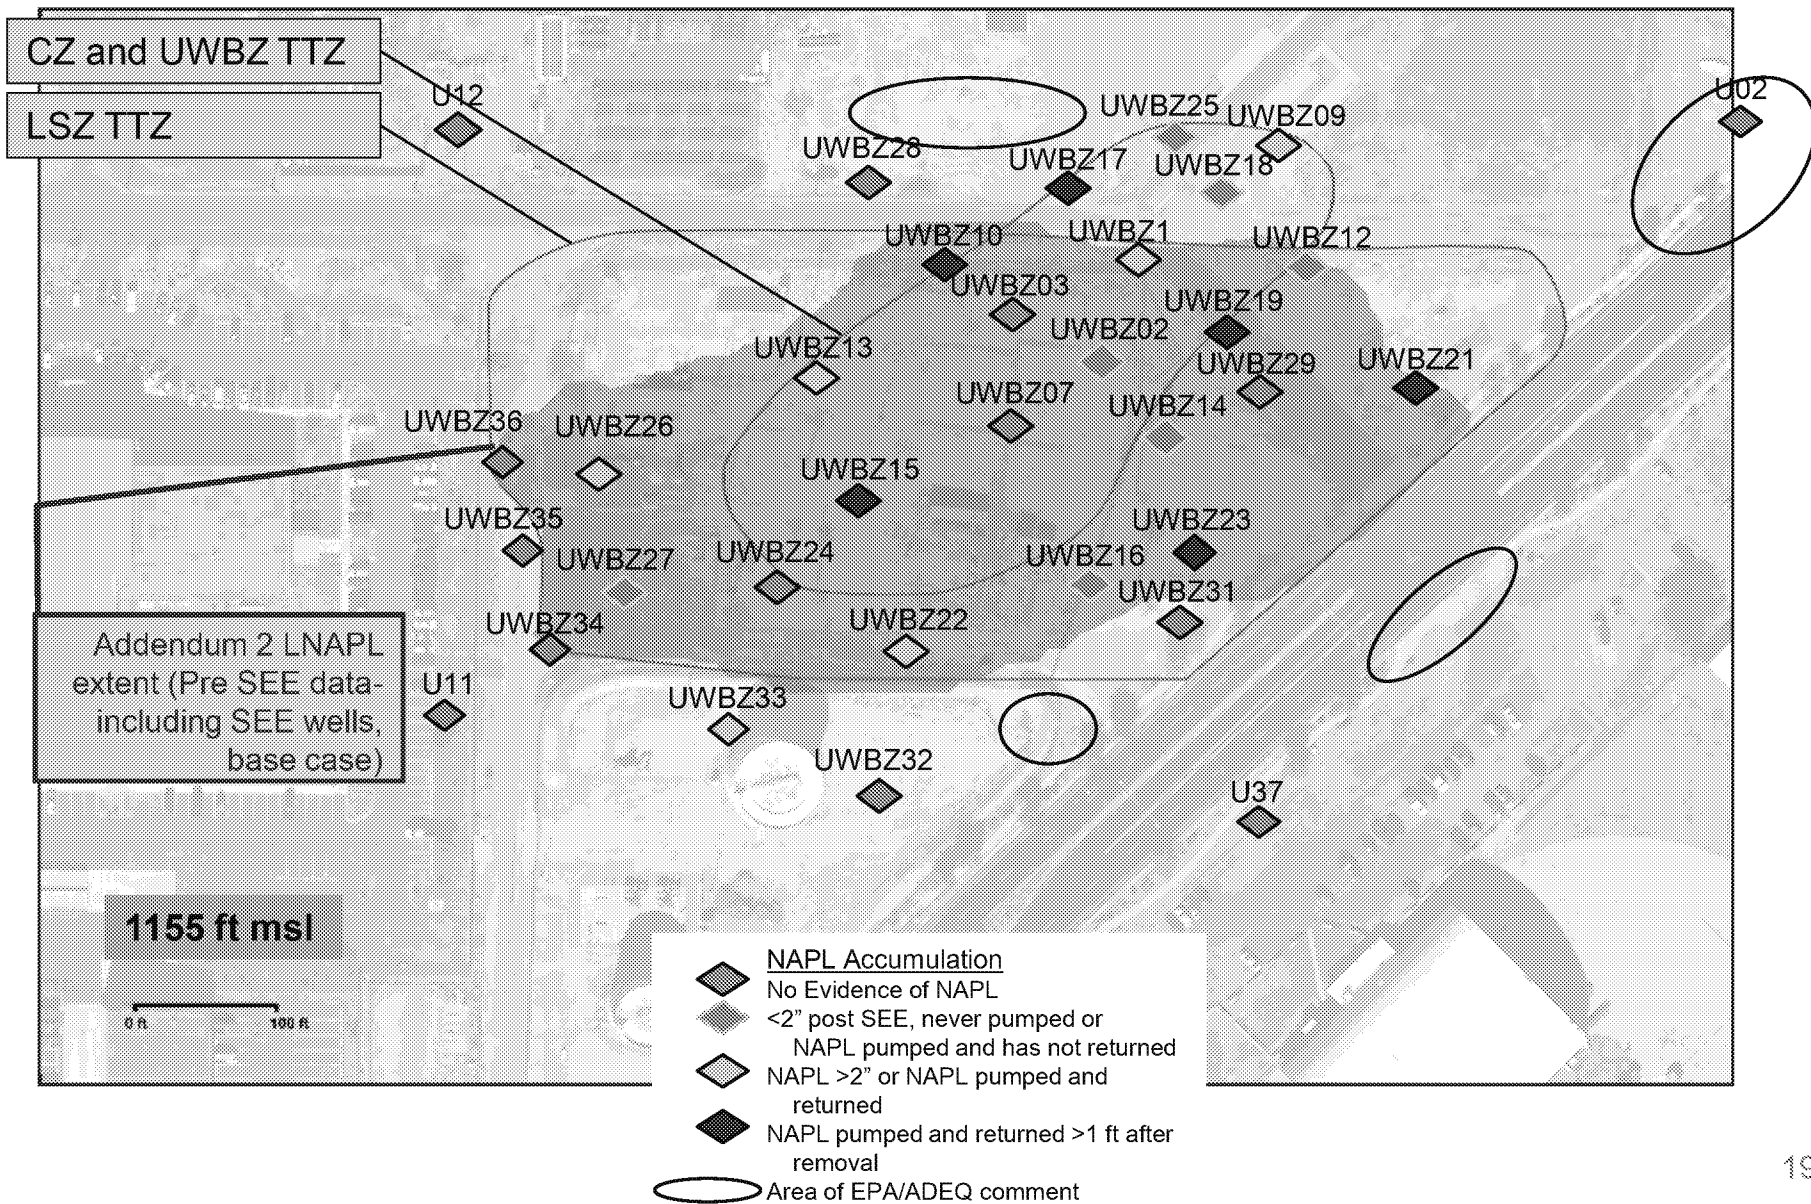 CZ and UWBZ TTZ
LSZ TTZ
U12
U02
UWBZ25
UWBZ09
UWBZ28
UWBZ17
UWBZ18
UWBZ10
UWBZ1
UWBZ12
UWBZ03
UWBZ19
UWBZ02
UWBZ13
UWBZ29
UWBZ21
UWBZ07
UWBZ14
UWBZ36
UWBZ26
UWBZ15
UWBZ35
UWBZ23
UWBZ27
UWBZ24
UWBZ16
UWBZ31
UWBZ34
UWBZ22
Addendum 2 LNAPL
extent (Pre SEE data-
including SEE wells,
base case)
U11
UWBZ33
UWBZ32
U37
1155 ft msl
0 ft 100 ft
NAPL Accumulation
No Evidence of NAPL
<2” post SEE, never pumped or
NAPL pumped and has not returned
NAPL >2” or NAPL pumped and
returned
NAPL pumped and returned >1 ft after
removal
Area of EPA/ADEQ comment
19